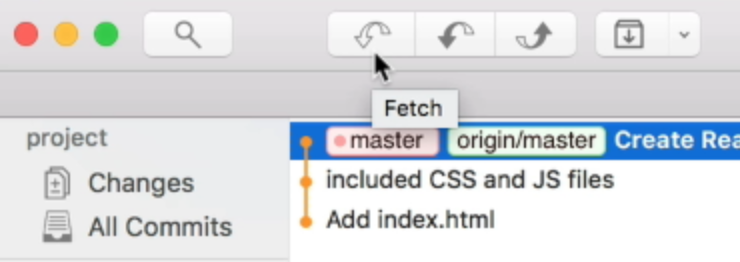 Fetch
project
master origin/master Create Rea
included CSS and JS files
Changes
Add index.html
All Commits